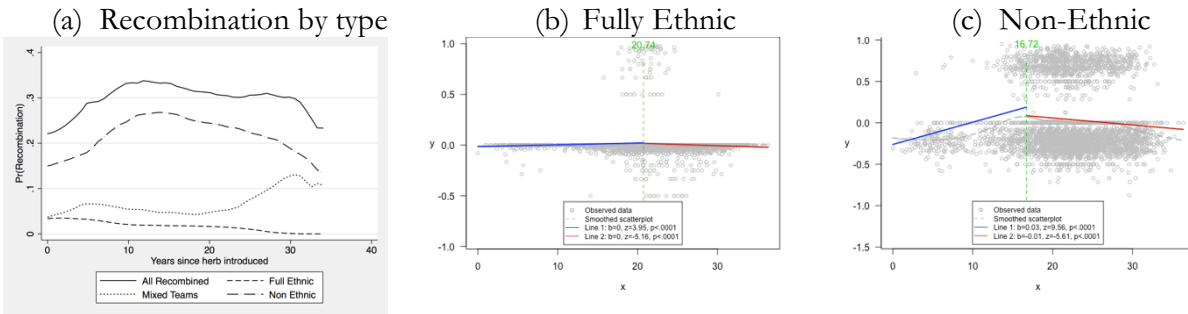 (a) Recombination by type
Pr(Recombination)
.4
.3
.2
.1
0
0 10 20 30 40
Years since herb introduced
All Recombined Full Ethnic
Mixed Teams Non Ethnic
(b) Fully Ethnic
20.74
1.0
0.5
y 0.0
-0.5
-1.0
Observed data
Smoothed scatterplot
Line 1: b=0, z=3.95, p<.0001
Line 2: b=0, z=-5.16, p<.0001
0 10 20 30
x
(c) Non-Ethnic
16.72
1.0
0.5
y 0.0
-0.5
-1.0
-1.5
Observed data
Smoothed scatterplot
Line 1: b=0.03, z=9.56, p<.0001
Line 2: b=-0.01, z=-5.61, p<.0001
0 10 20 30
x